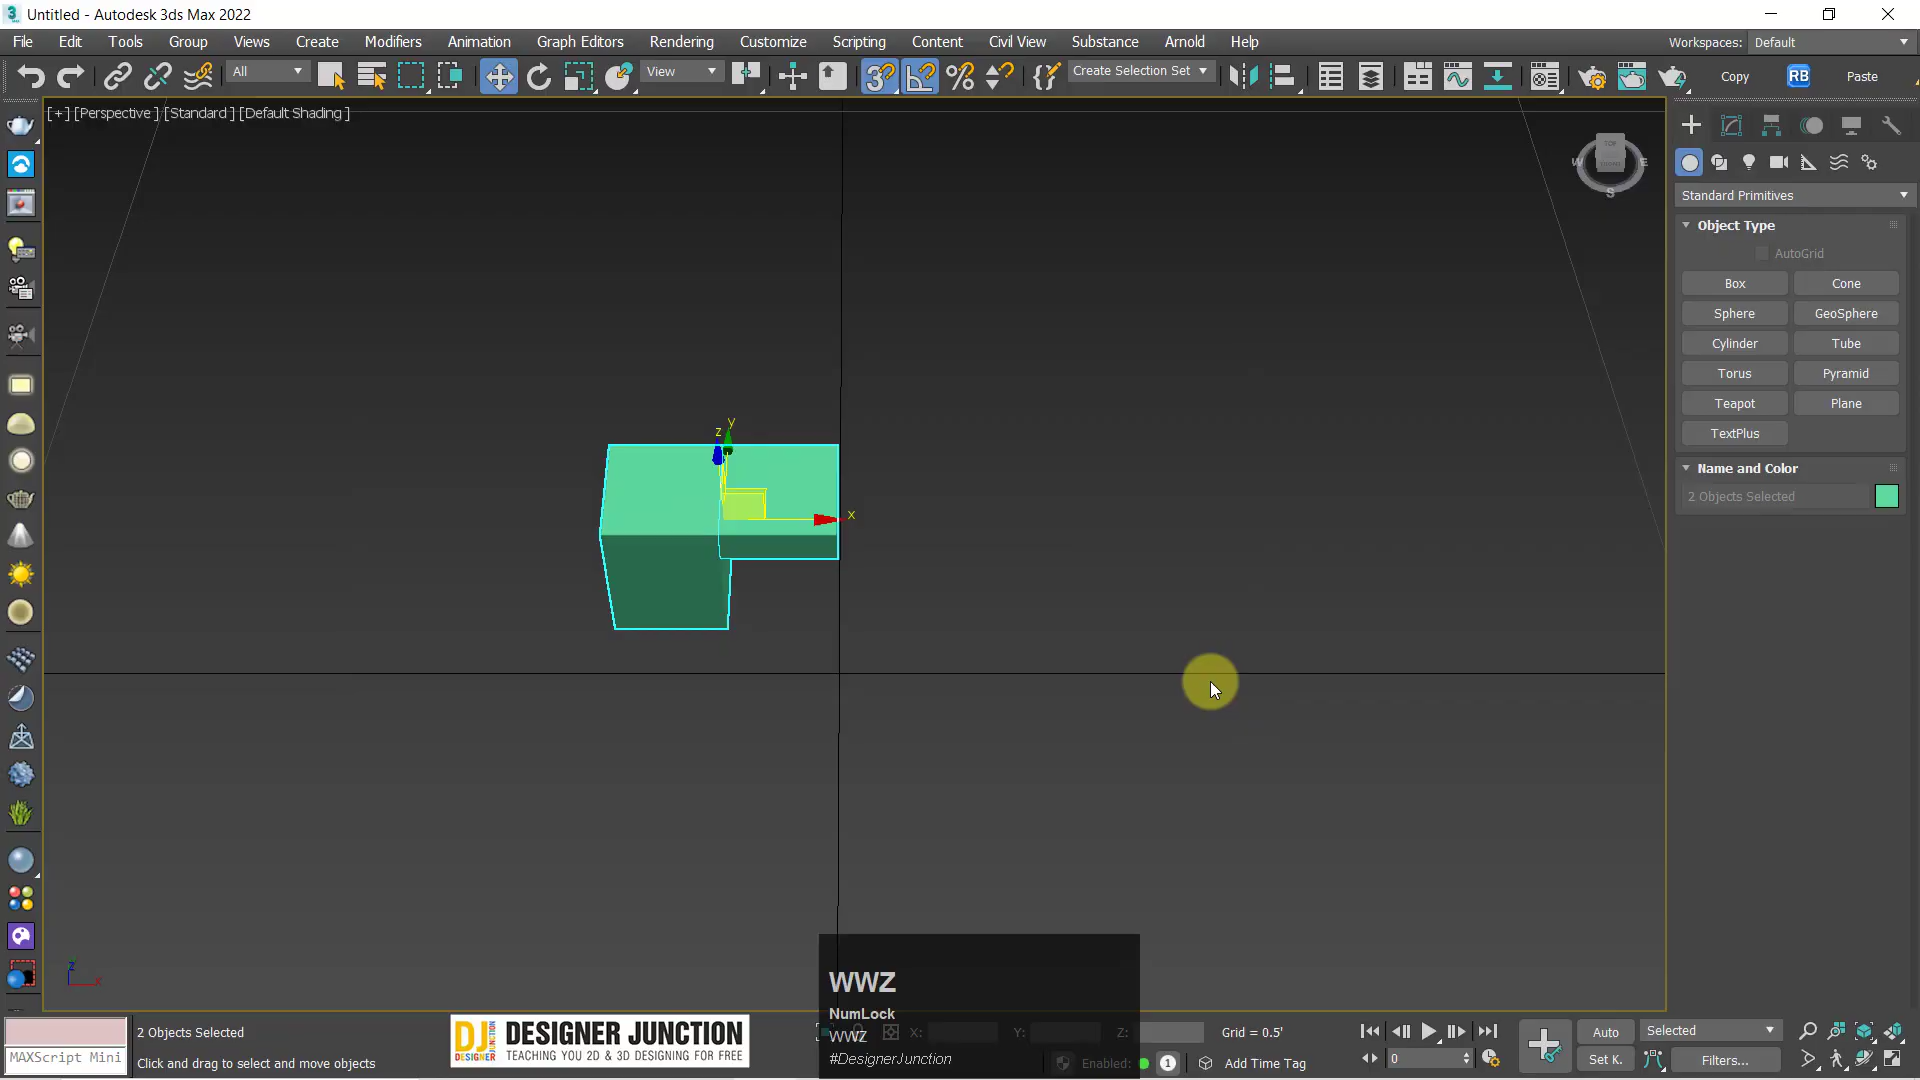 Untitled - Autodesk 3ds Max 2022
File Edit Tools Group Views Create Modifiers Animation Graph Editors Rendering Customize Scripting Content Civil View Substance Arnold Help Workspaces: Default
All View Create Selection Set Copy RB Paste
[+] [Perspective ] [Standard ] [Default Shading ]
TOP
W E
S
Standard Primitives
Object Type
AutoGrid
Box Cone
Sphere GeoSphere
Cylinder Tube
Torus Pyramid
Teapot Plane
TextPlus
Name and Color
2 Objects Selected
z y
x
z
x
WWZ
NumLock
WWZ
#DesignerJunction
MAXScript Mini
2 Objects Selected
Click and drag to select and move objects
DJ DESIGNER JUNCTION
TEACHING YOU 2D & 3D DESIGNING FOR FREE
X: Y: Z: Grid = 0.5'
Enabled: 1 Add Time Tag
0
Auto Selected
Set K. Filters...